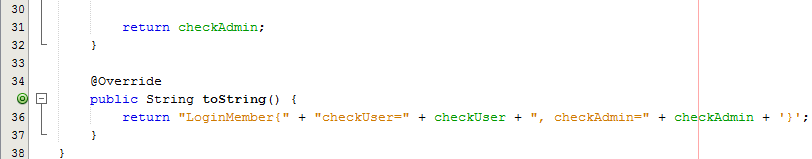 30
31 return checkAdmin;
32 }
33
34 @Override
public String toString() {
36 return "LoginMember{" + "checkUser=" + checkUser + ", checkAdmin=" + checkAdmin + '}';
37 }
38 }